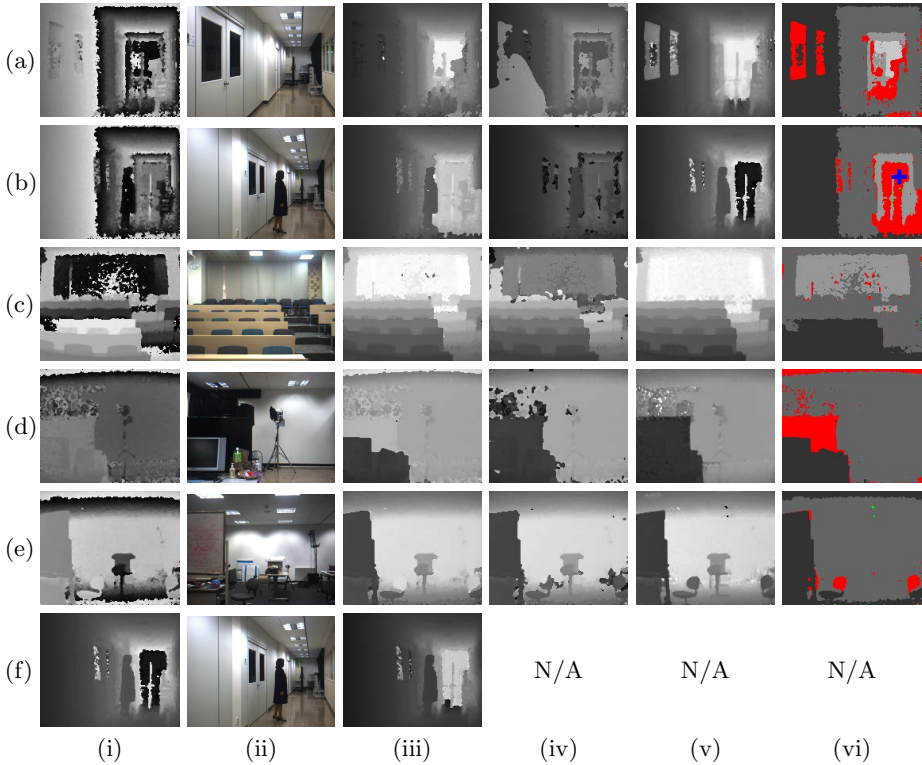 (a)
(b)
(c)
(d)
(e)
(f) N/A N/A N/A
(i) (ii) (iii) (iv) (v) (vi)